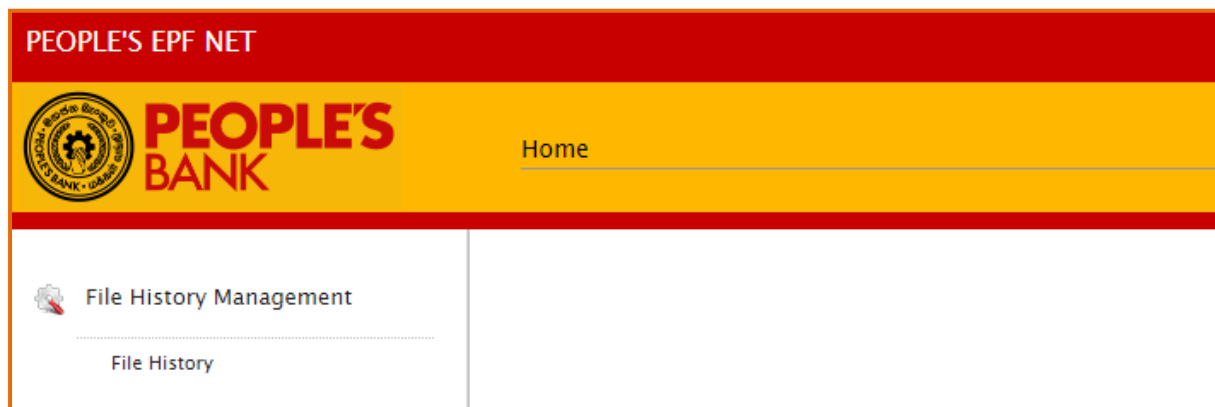 PEOPLE'S EPF NET
PEOPLE'S
BANK
Home
File History Management
File History